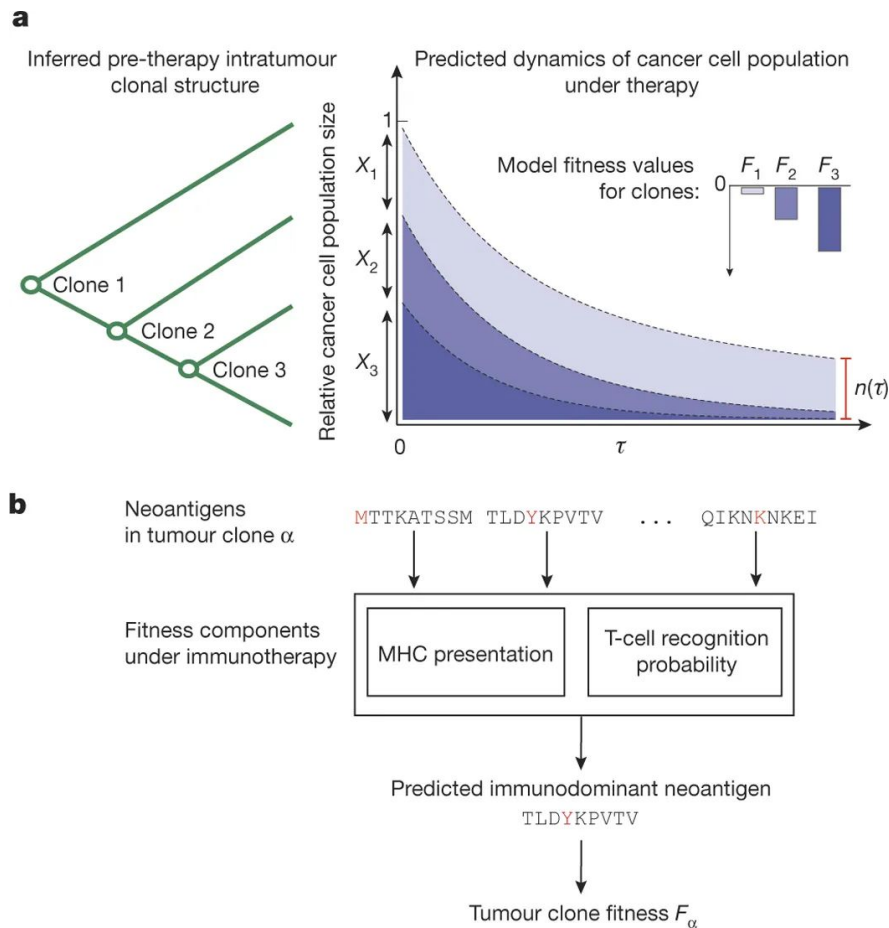 a
Inferred pre-therapy intratumour
clonal structure
Clone 1
Clone 2
Clone 3
Predicted dynamics of cancer cell population
under therapy
Relative cancer cell population size
1
X1
X2
X3
0
τ
n(τ)
Model fitness values
for clones:
F1 F2 F3
0
b
Neoantigens
in tumour clone α
MTTKATSSM TLDYKPVTV ... QIKNKNKEI
Fitness components
under immunotherapy
MHC presentation
T-cell recognition
probability
Predicted immunodominant neoantigen
TLDYKPVTV
Tumour clone fitness Fα